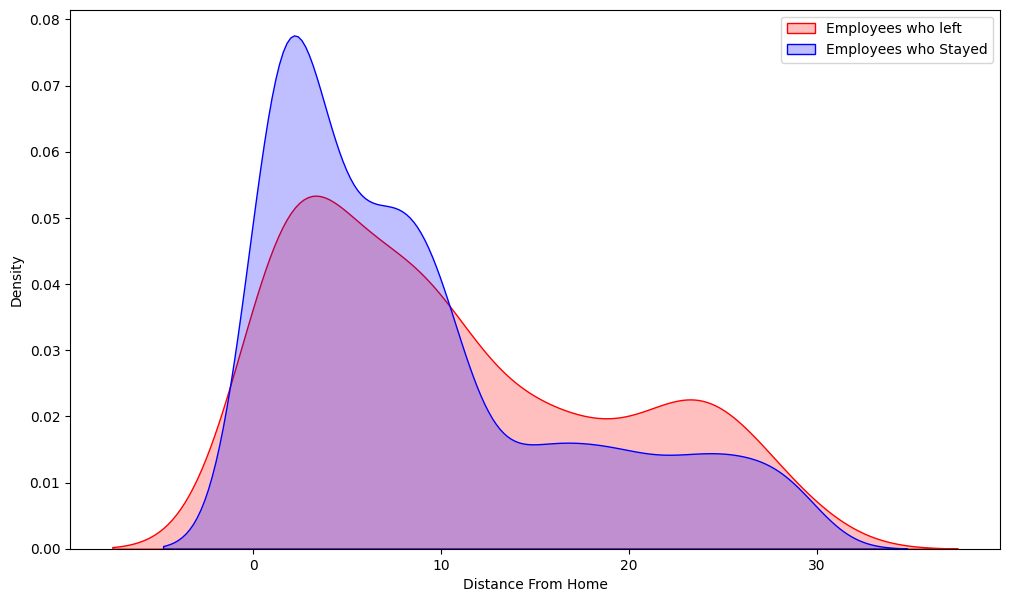 Employees who left
Employees who Stayed
0.08
0.07
0.06
0.05
0.04
0.03
0.02
0.01
0.00
Density
0 10 20 30
Distance From Home